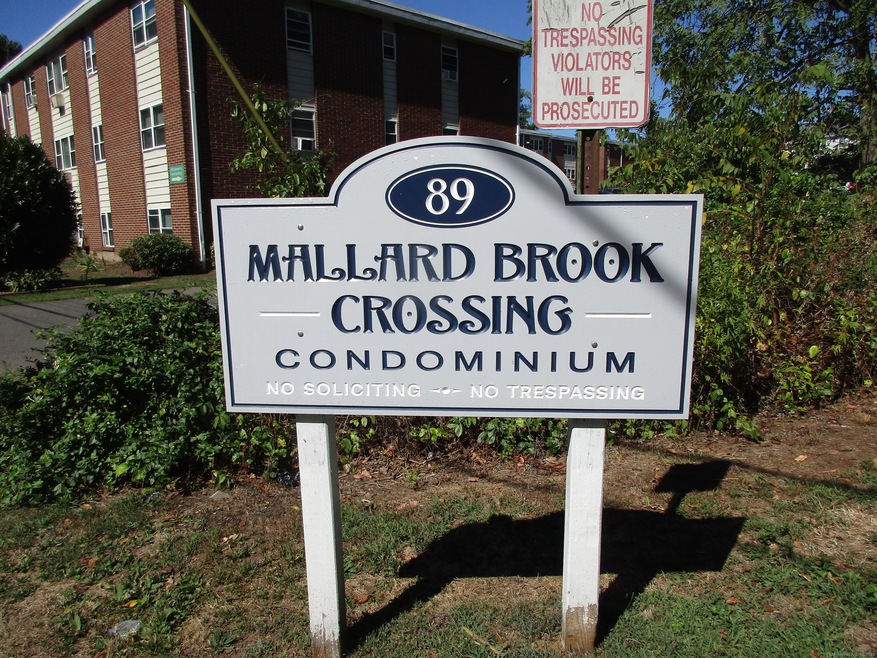 NO
TRESPASSING
VIOLATORS
WILL BE
PROSECUTED
89
MALLARD BROOK
CROSSING
CONDOMINIUM
NO SOLICITING NO TRESPASSING